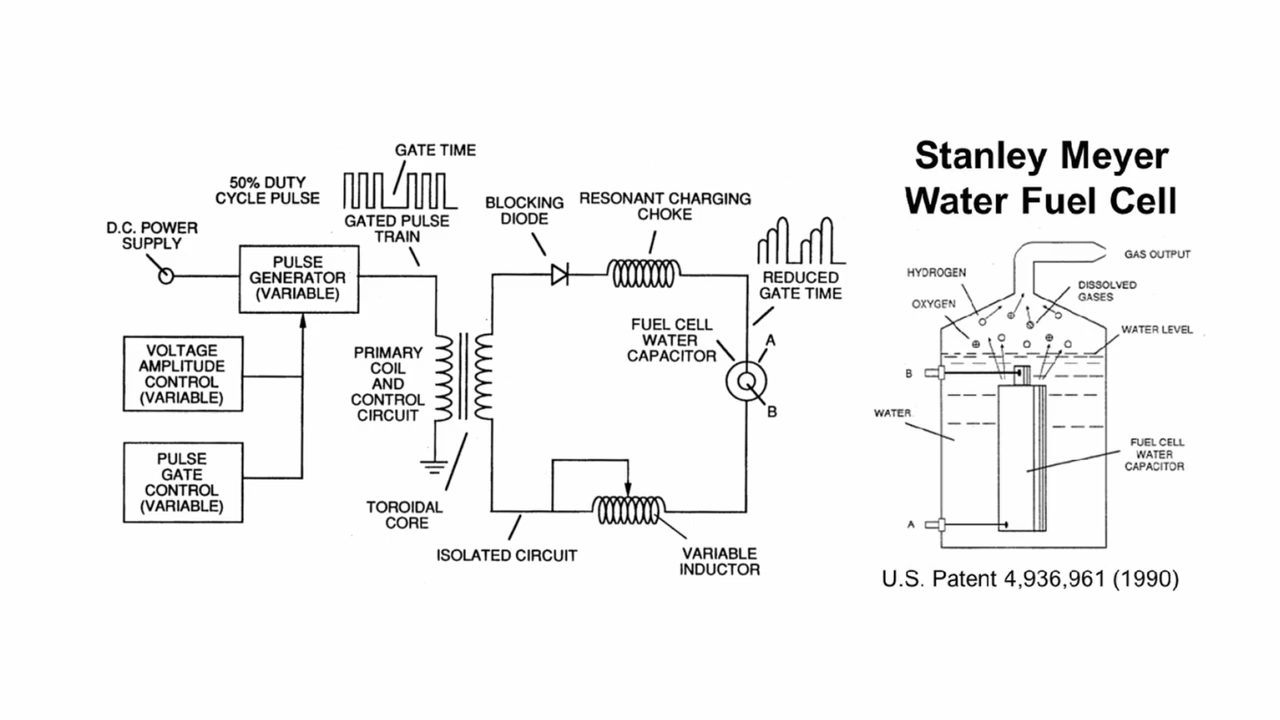 GATE TIME
50% DUTY
CYCLE PULSE
GATED PULSE
TRAIN
D.C. POWER
SUPPLY
PULSE
GENERATOR
(VARIABLE)
VOLTAGE
AMPLITUDE
CONTROL
(VARIABLE)
PULSE
GATE
CONTROL
(VARIABLE)
PRIMARY
COIL
AND
CONTROL
CIRCUIT
TOROIDAL
CORE
BLOCKING
DIODE
RESONANT CHARGING
CHOKE
REDUCED
GATE TIME
FUEL CELL
WATER
CAPACITOR
A
B
ISOLATED CIRCUIT
VARIABLE
INDUCTOR
Stanley Meyer
Water Fuel Cell
GAS OUTPUT
HYDROGEN
OXYGEN
DISSOLVED
GASES
WATER LEVEL
B
WATER
FUEL CELL
WATER
CAPACITOR
A
U.S. Patent 4,936,961 (1990)